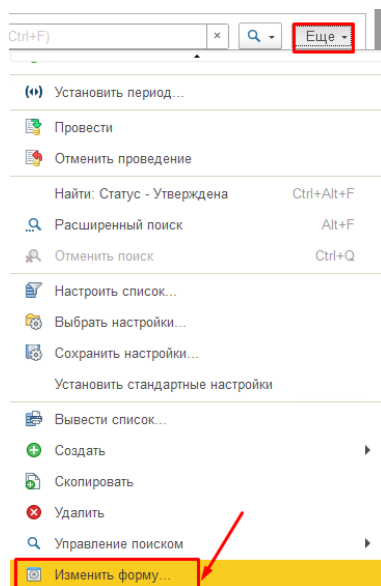 Ctrl+F)
×
Еще
Установить период...
Провести
Отменить проведение
Найти: Статус - Утверждена Ctrl+Alt+F
Расширенный поиск Alt+F
Отменить поиск Ctrl+Q
Настроить список...
Выбрать настройки...
Сохранить настройки...
Установить стандартные настройки
Вывести список...
Создать
Скопировать
Удалить
Управление поиском
Изменить форму...